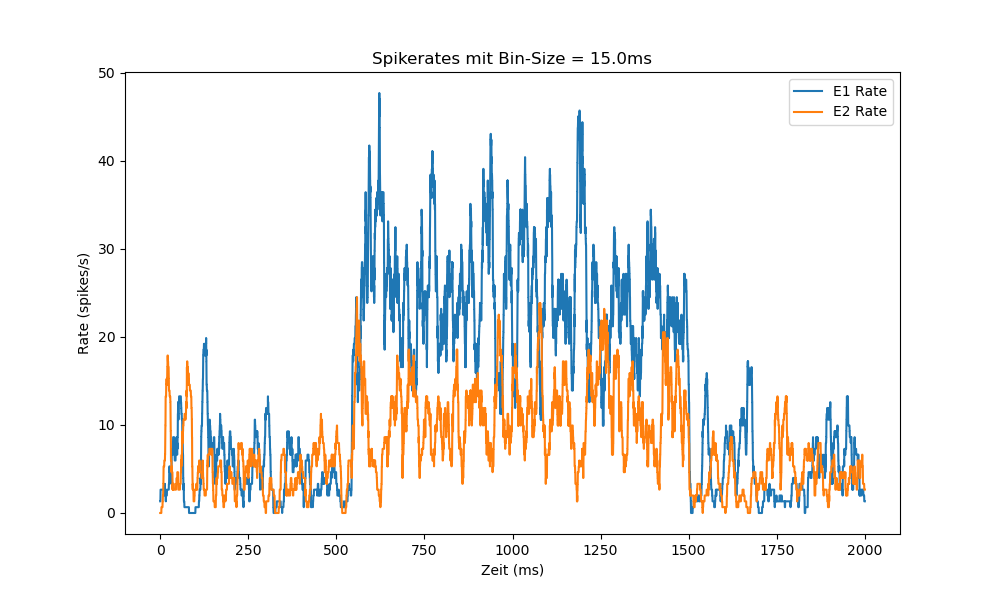 Spikerates mit Bin-Size = 15.0ms
E1 Rate
E2 Rate
Rate (spikes/s)
50
40
30
20
10
0
0 250 500 750 1000 1250 1500 1750 2000
Zeit (ms)